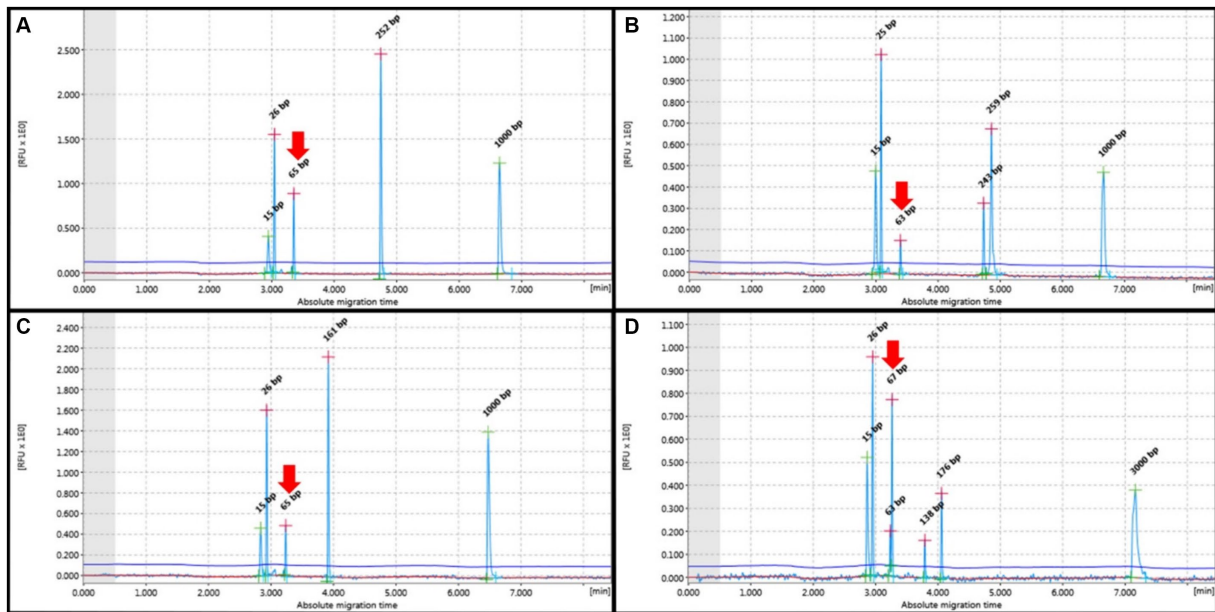 A
2.500
2.000
1.500
1.000
0.500
0.000
[RFU x 1E0]
15 bp
26 bp
65 bp
252 bp
1000 bp
0.000 1.000 2.000 3.000 4.000 5.000 6.000 7.000 [min]
Absolute migration time
B
1.200
1.100
1.000
0.900
0.800
0.700
0.600
0.500
0.400
0.300
0.200
0.100
0.000
[RFU x 1E0]
15 bp
25 bp
63 bp
243 bp
259 bp
1000 bp
0.000 1.000 2.000 3.000 4.000 5.000 6.000 7.000 [min]
Absolute migration time
C
2.400
2.200
2.000
1.800
1.600
1.400
1.200
1.000
0.800
0.600
0.400
0.200
0.000
[RFU x 1E0]
15 bp
26 bp
65 bp
161 bp
1000 bp
0.000 1.000 2.000 3.000 4.000 5.000 6.000 7.000 [min]
Absolute migration time
D
1.100
1.000
0.900
0.800
0.700
0.600
0.500
0.400
0.300
0.200
0.100
0.000
[RFU x 1E0]
15 bp
26 bp
63 bp
67 bp
138 bp
176 bp
3000 bp
0.000 1.000 2.000 3.000 4.000 5.000 6.000 7.000 [min]
Absolute migration time